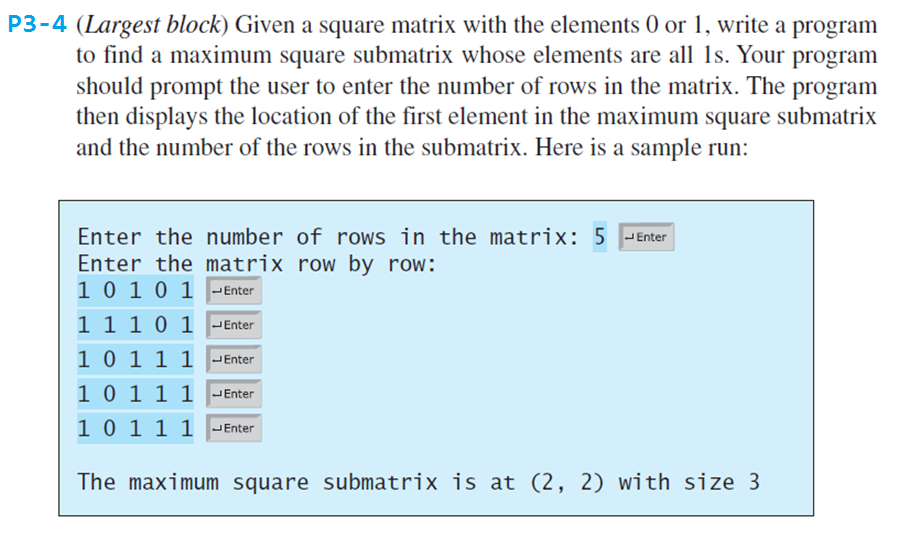 P3-4 (Largest block) Given a square matrix with the elements 0 or 1, write a program
to find a maximum square submatrix whose elements are all 1s. Your program
should prompt the user to enter the number of rows in the matrix. The program
then displays the location of the first element in the maximum square submatrix
and the number of the rows in the submatrix. Here is a sample run:
Enter the number of rows in the matrix: 5 ↵Enter
Enter the matrix row by row:
1 0 1 0 1 ↵Enter
1 1 1 0 1 ↵Enter
1 0 1 1 1 ↵Enter
1 0 1 1 1 ↵Enter
1 0 1 1 1 ↵Enter
The maximum square submatrix is at (2, 2) with size 3